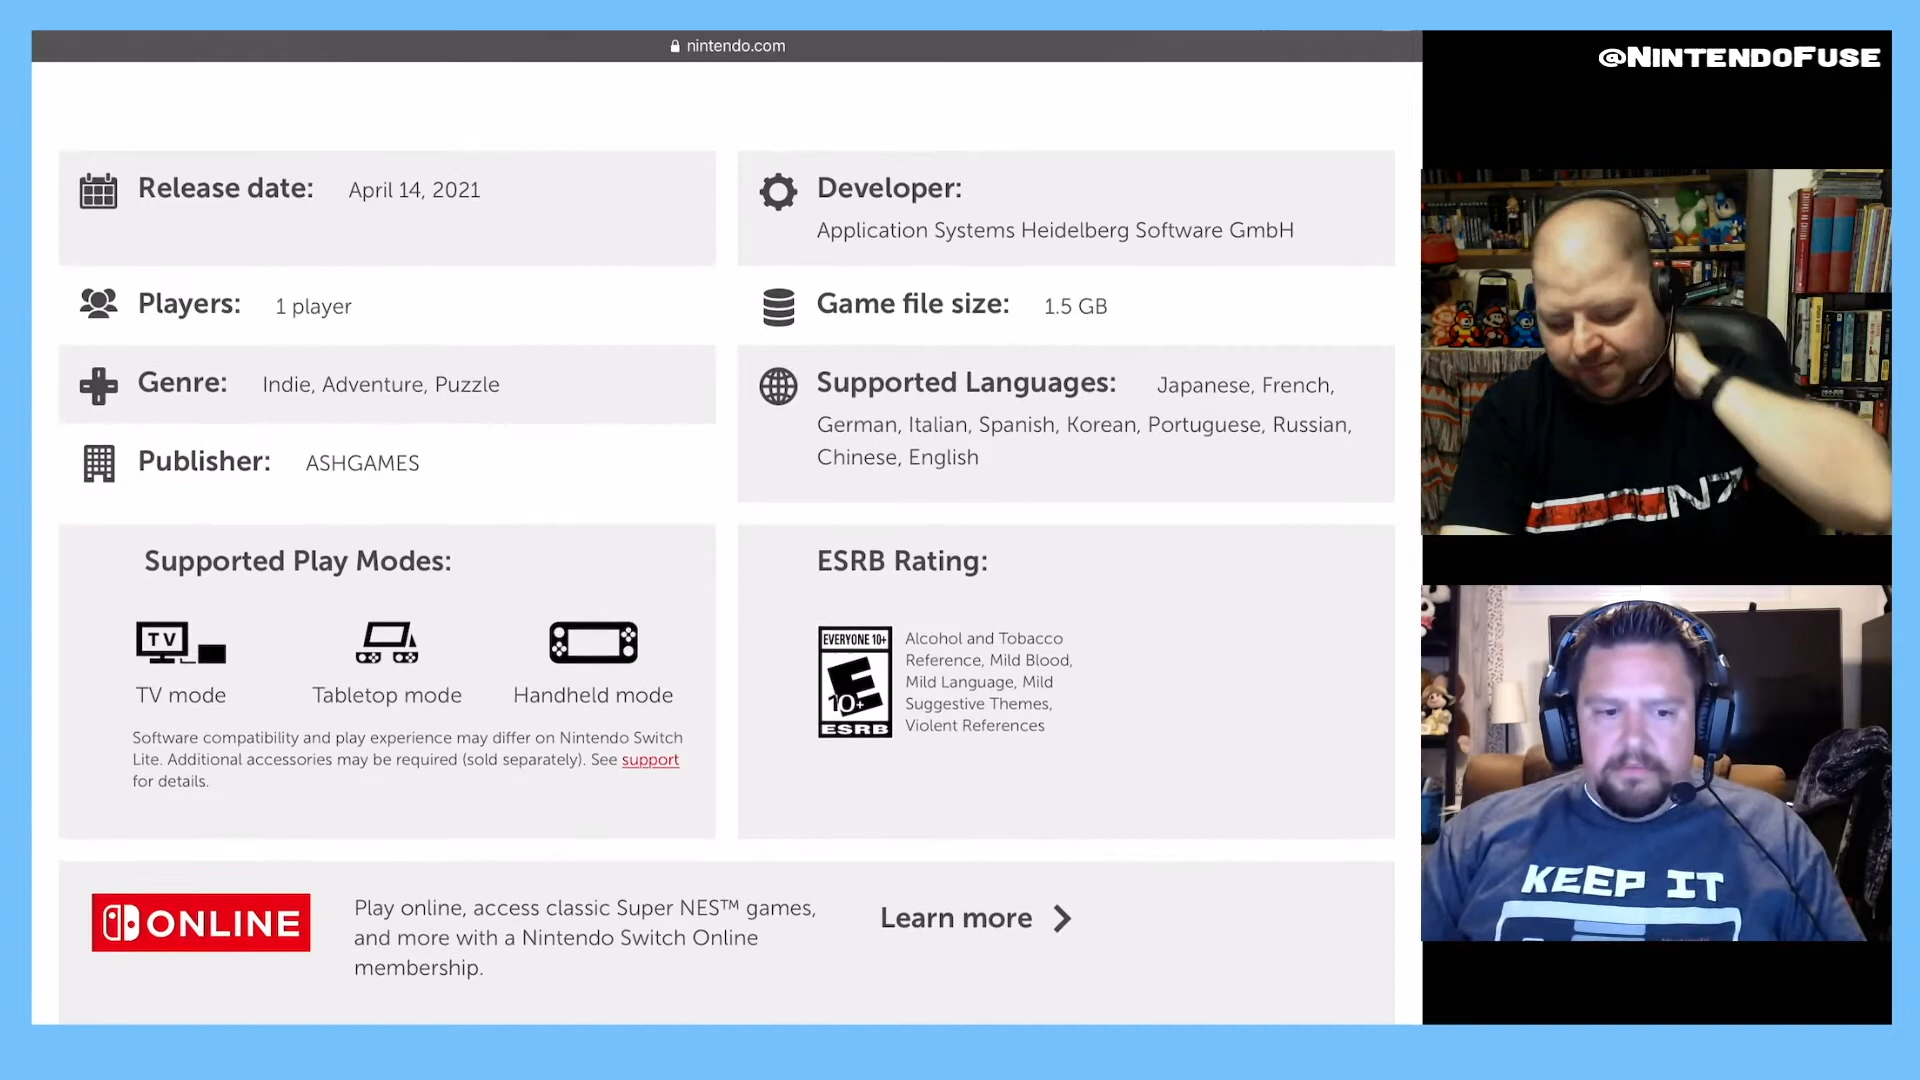 nintendo.com
@NintendoFuse
Release date: April 14, 2021
Developer:
Application Systems Heidelberg Software GmbH
Players: 1 player
Game file size: 1.5 GB
Genre: Indie, Adventure, Puzzle
Supported Languages: Japanese, French,
German, Italian, Spanish, Korean, Portuguese, Russian,
Chinese, English
Publisher: ASHGAMES
Supported Play Modes:
TV
TV mode
Tabletop mode
Handheld mode
Software compatibility and play experience may differ on Nintendo Switch
Lite. Additional accessories may be required (sold separately). See support
for details.
ESRB Rating:
EVERYONE 10+
E
10+
ESRB
Alcohol and Tobacco
Reference, Mild Blood,
Mild Language, Mild
Suggestive Themes,
Violent References
ONLINE
Play online, access classic Super NES™ games,
and more with a Nintendo Switch Online
membership.
Learn more
N7
KEEP IT